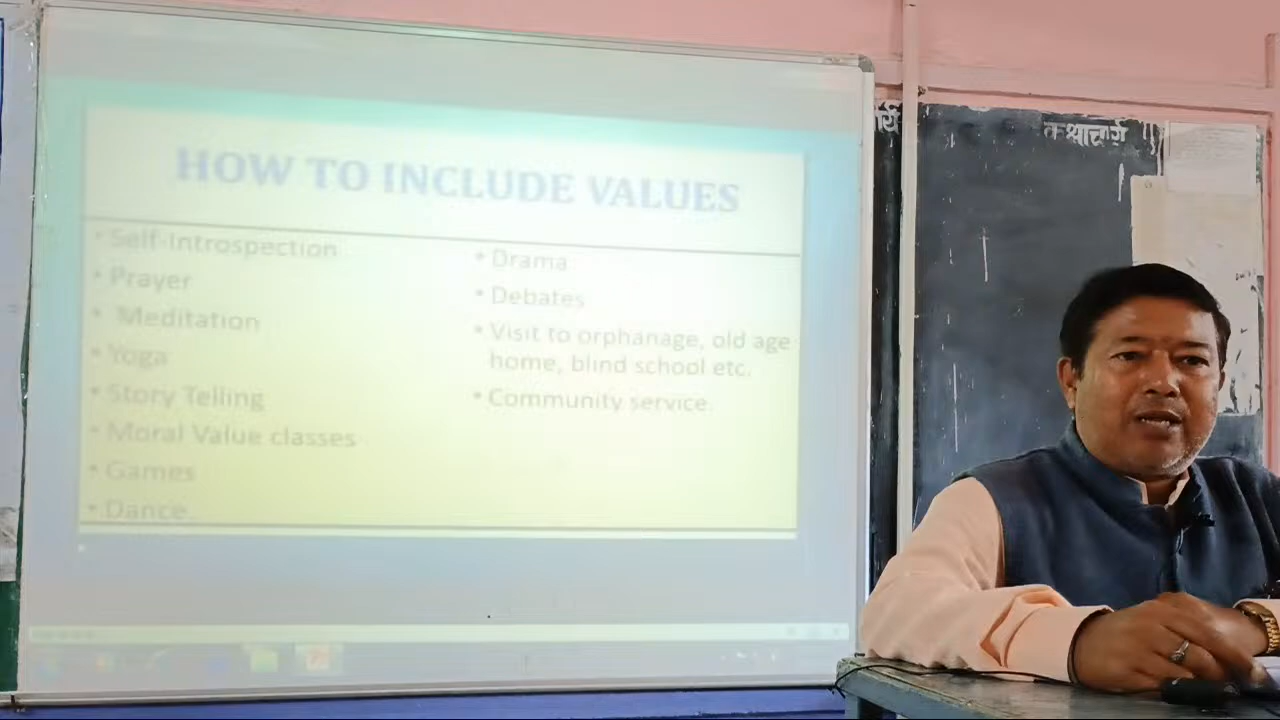 HOW TO INCLUDE VALUES
• Self-Introspection
• Prayer
• Meditation
• Yoga
• Story Telling
• Moral Value classes
• Games
• Dance.
• Drama
• Debates
• Visit to orphanage, old age
home, blind school etc.
• Community service